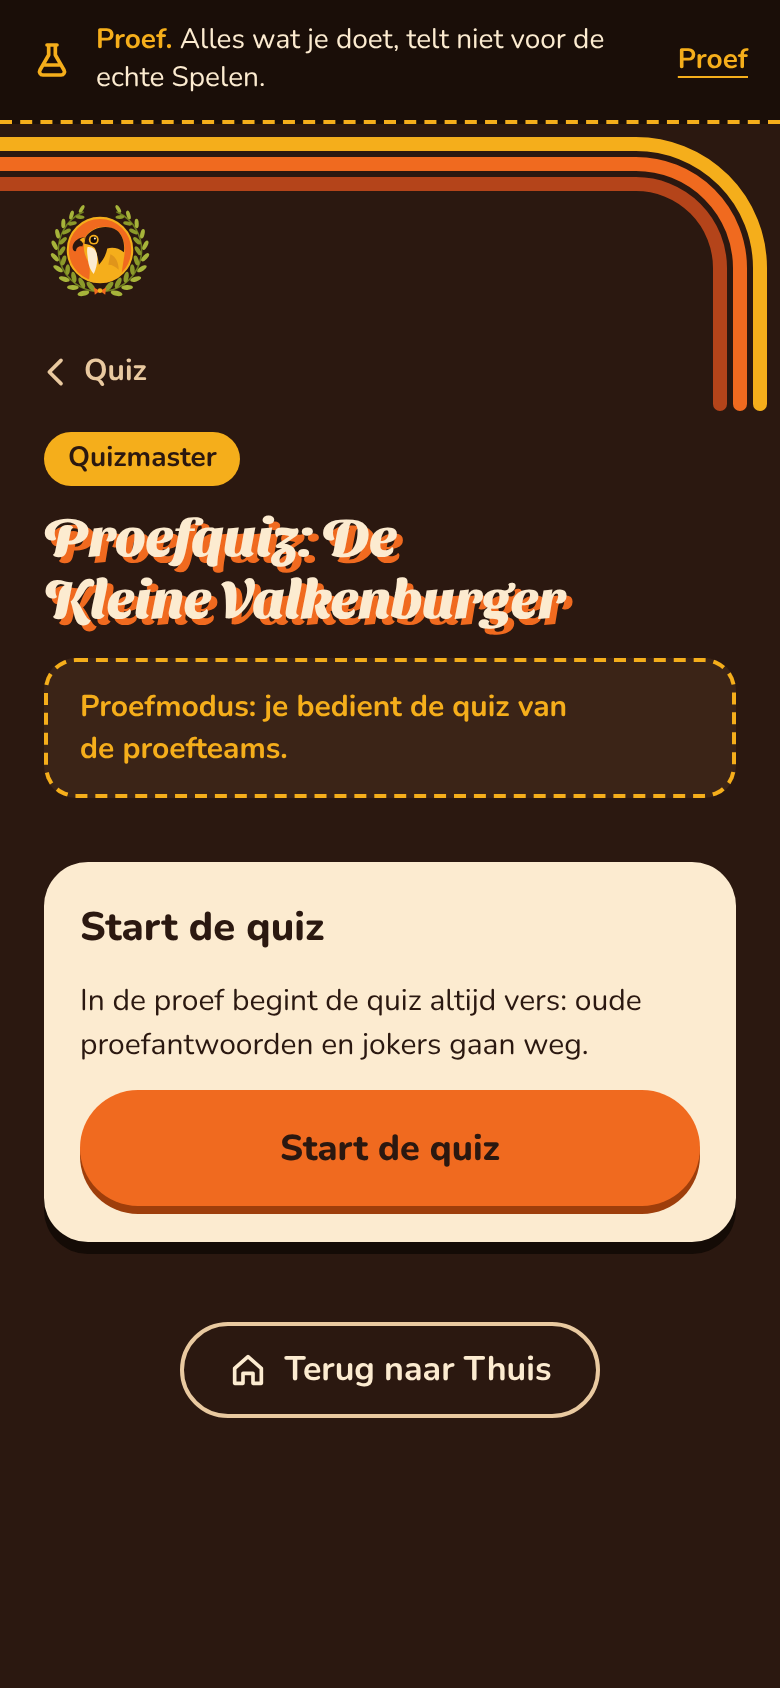 Proef. Alles wat je doet, telt niet voor de
echte Spelen.
Proef
Quiz
Quizmaster
Proefquiz: De
Kleine Valkenburger
Proefmodus: je bedient de quiz van
de proefteams.
Start de quiz
In de proef begint de quiz altijd vers: oude
proefantwoorden en jokers gaan weg.
Start de quiz
Terug naar Thuis